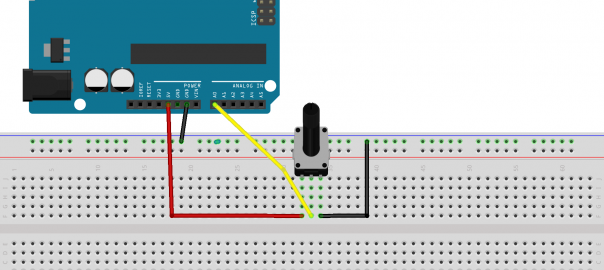 ICSP
POWER
ANALOG IN
IOREF
RESET
3V3
5V
GND
GND
VIN
A0
A1
A2
A3
A4
A5